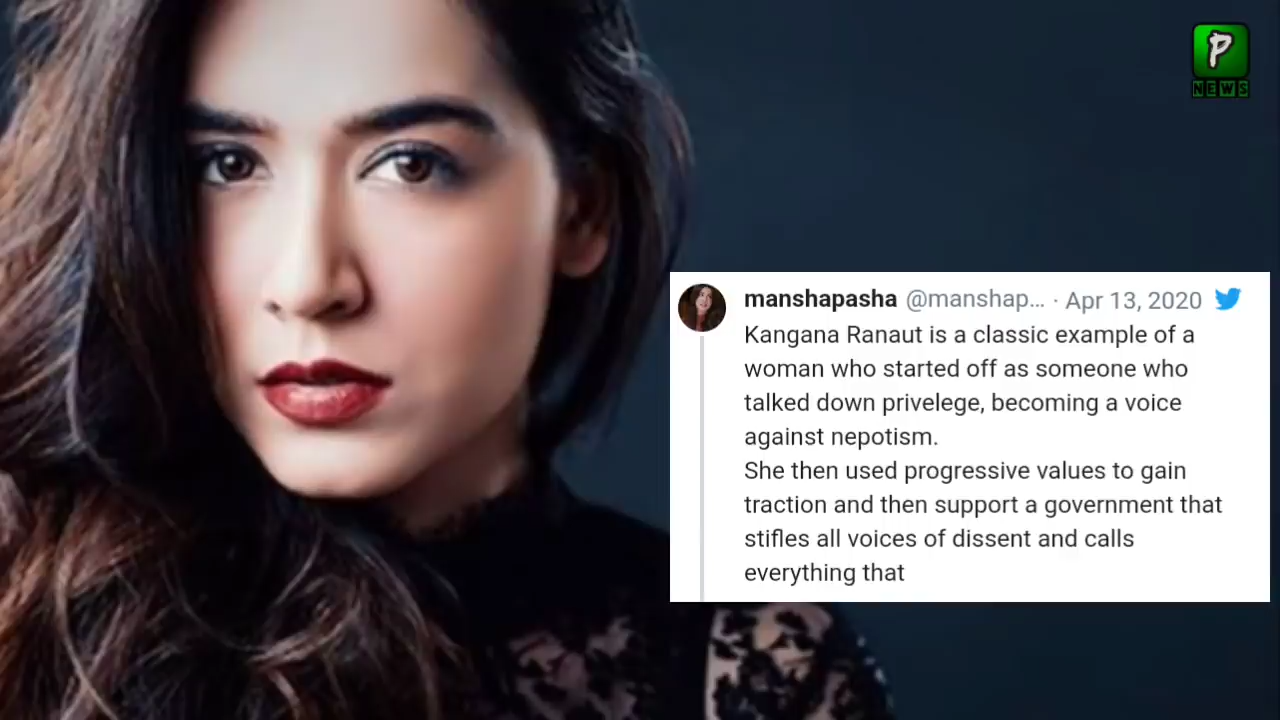 P
NEWS
manshapasha @manshap... · Apr 13, 2020
Kangana Ranaut is a classic example of a
woman who started off as someone who
talked down privelege, becoming a voice
against nepotism.
She then used progressive values to gain
traction and then support a government that
stifles all voices of dissent and calls
everything that